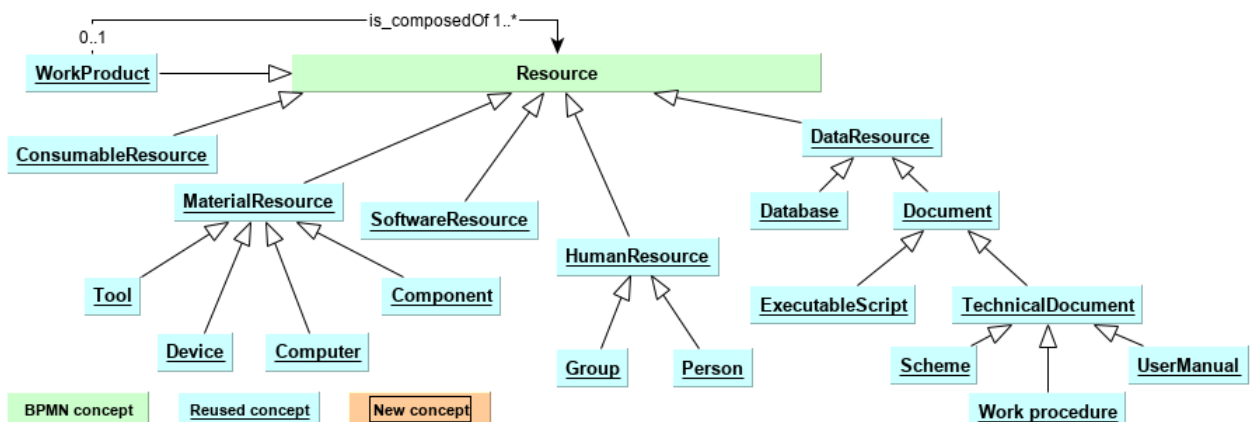 is_composedOf 1..*
0..1
WorkProduct
Resource
ConsumableResource
DataResource
MaterialResource
SoftwareResource
Database
Document
HumanResource
Tool
Component
ExecutableScript
TechnicalDocument
Device
Computer
Group
Person
Scheme
UserManual
Work procedure
BPMN concept
Reused concept
New concept